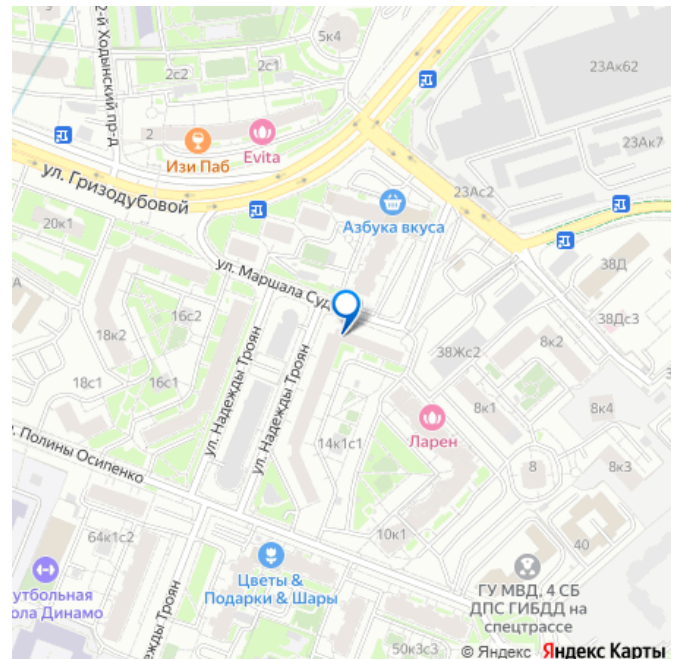 2-й Ходынский пр-д
5к4
2с2
2с1
23Ак62
2
Изи Паб
Evita
23Ак7
ул. Гризодубовой
23Ас2
20к1
Азбука вкуса
38Д
ул. Маршала Суд
16с2
18к2
38Дс3
8к2
38Жс2
18с1
16с1
ул. Надежды Троян
ул. Надежды Троян
8к1
8к4
Ларен
14к1с1
. Полины Осипенко
8
8к3
64к1с2
10к1
40
Цветы &
Подарки & Шары
утбольная
ола Динамо
ГУ МВД, 4 СБ
ДПС ГИБДД на
спецтрассе
ежды Троян
50к3с3
© Яндекс Яндекс Карты